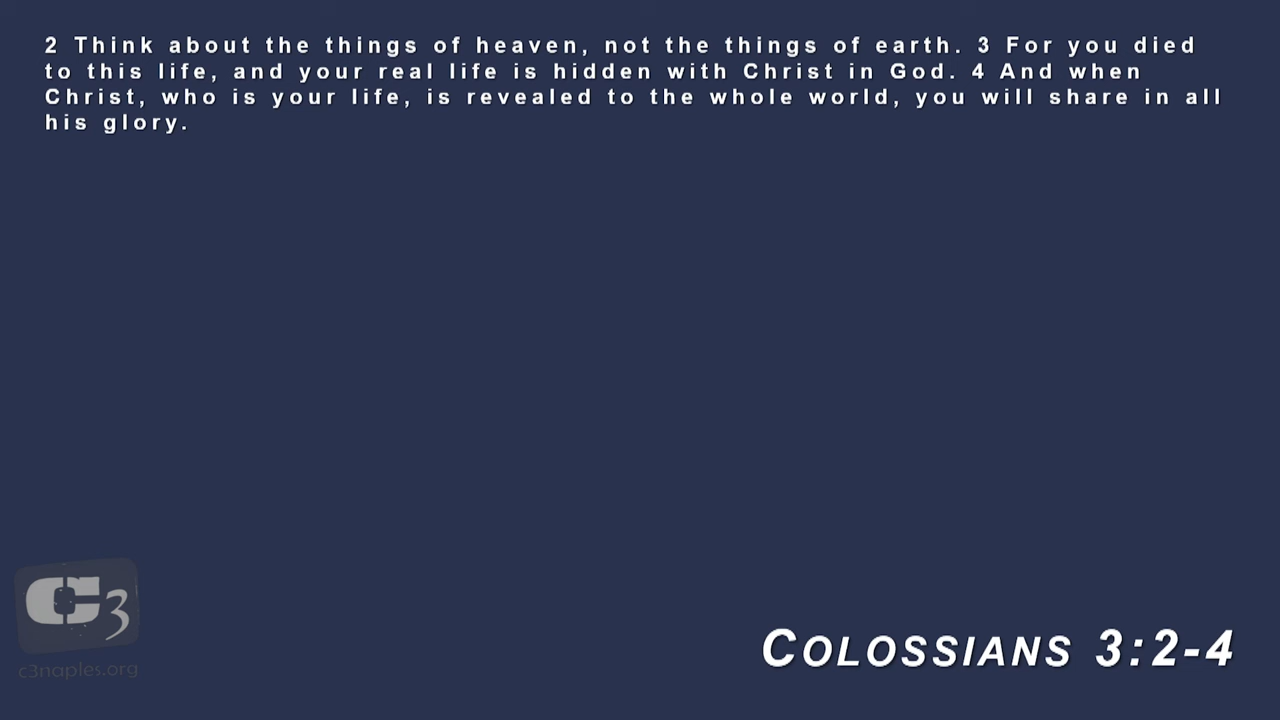 2 Think about the things of heaven, not the things of earth. 3 For you died
to this life, and your real life is hidden with Christ in God. 4 And when
Christ, who is your life, is revealed to the whole world, you will share in all
his glory.
C3
c3naples.org
COLOSSIANS 3:2-4